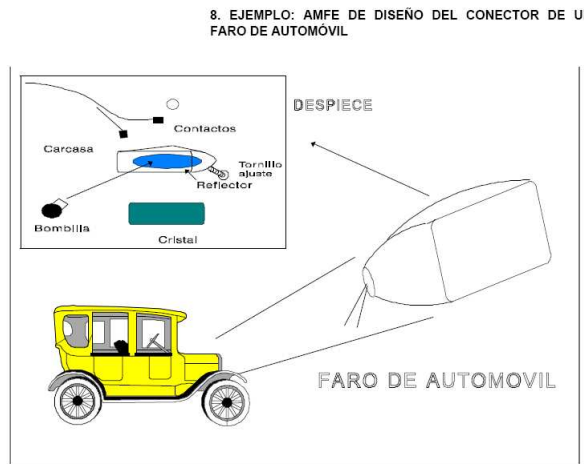 8. EJEMPLO: AMFE DE DISEÑO DEL CONECTOR DE U
FARO DE AUTOMÓVIL
DESPIECE
Contactos
Carcasa
Tornillo
ajuste
Reflector
Bombilla
Cristal
FARO DE AUTOMOVIL